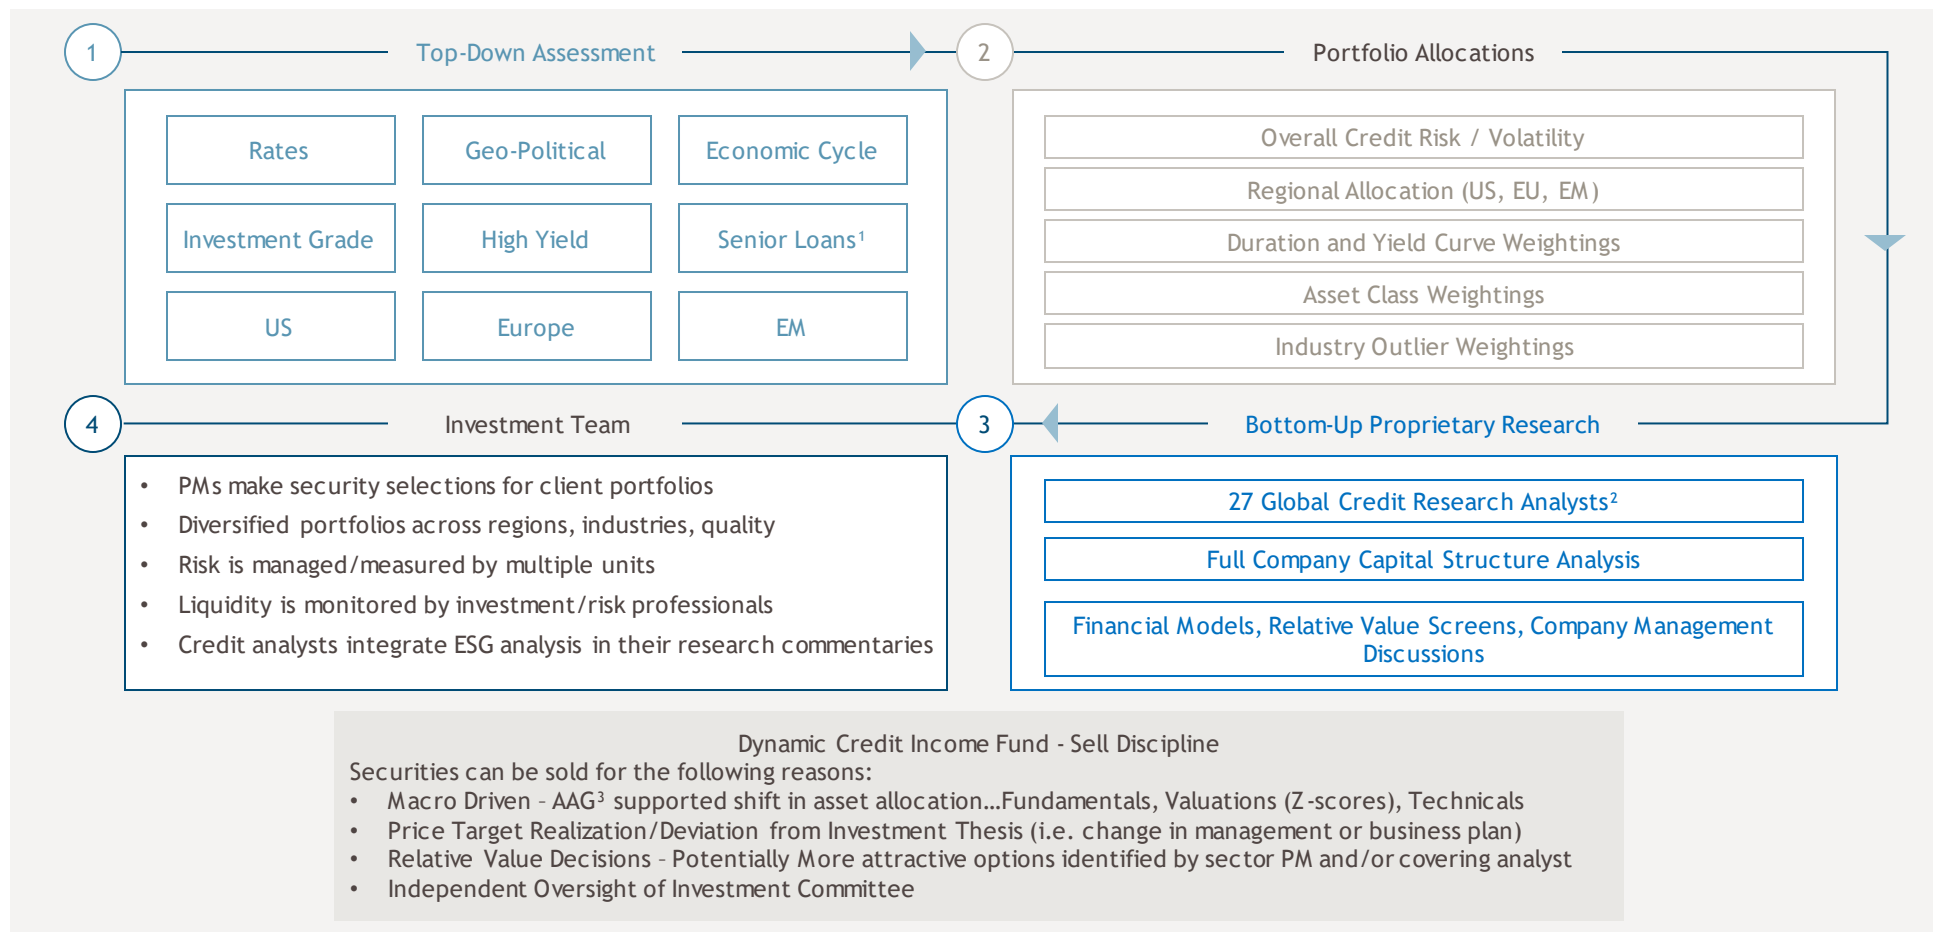 1
Top-Down Assessment
2
Portfolio Allocations
Rates
Geo-Political
Economic Cycle
Investment Grade
High Yield
Senior Loans¹
US
Europe
EM
Overall Credit Risk / Volatility
Regional Allocation (US, EU, EM)
Duration and Yield Curve Weightings
Asset Class Weightings
Industry Outlier Weightings
4
Investment Team
3
Bottom-Up Proprietary Research
• PMs make security selections for client portfolios
• Diversified portfolios across regions, industries, quality
• Risk is managed/measured by multiple units
• Liquidity is monitored by investment/risk professionals
• Credit analysts integrate ESG analysis in their research commentaries
27 Global Credit Research Analysts²
Full Company Capital Structure Analysis
Financial Models, Relative Value Screens, Company Management
Discussions
Dynamic Credit Income Fund - Sell Discipline
Securities can be sold for the following reasons:
• Macro Driven – AAG³ supported shift in asset allocation…Fundamentals, Valuations (Z-scores), Technicals
• Price Target Realization/Deviation from Investment Thesis (i.e. change in management or business plan)
• Relative Value Decisions – Potentially More attractive options identified by sector PM and/or covering analyst
• Independent Oversight of Investment Committee